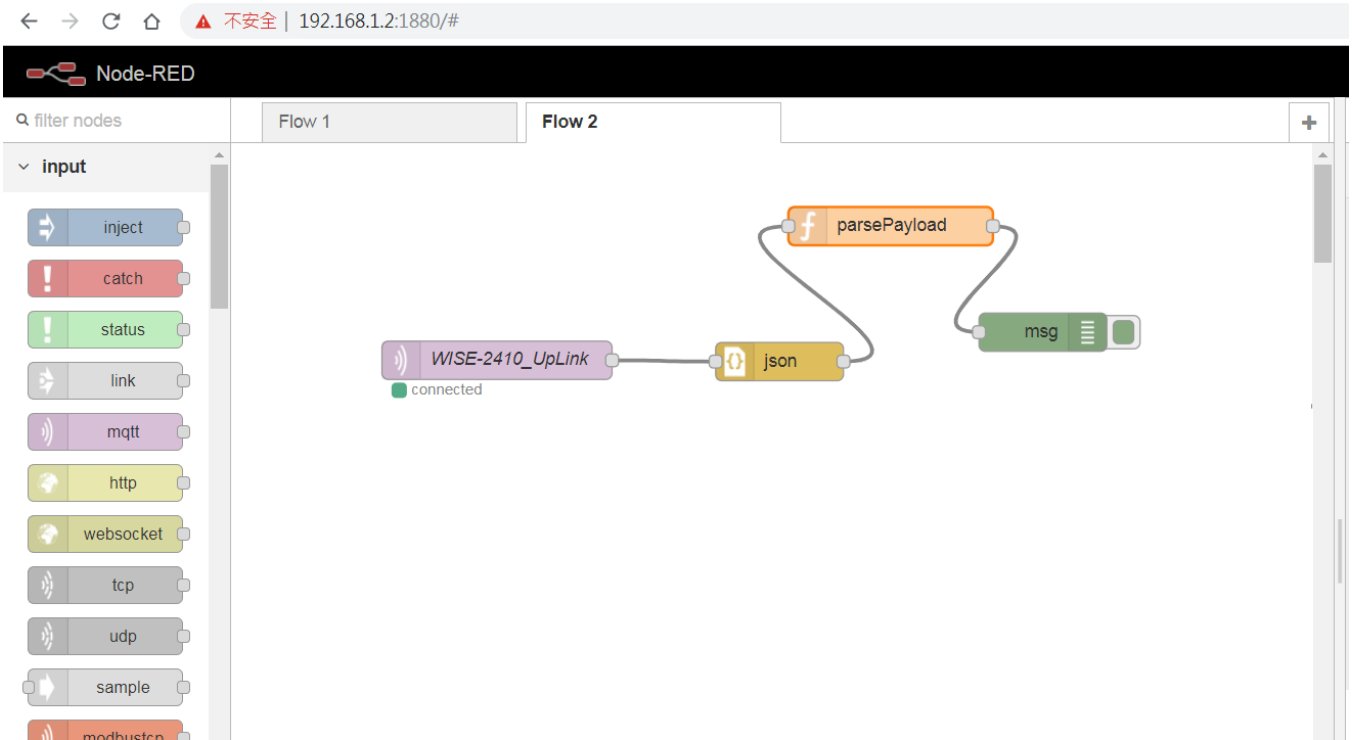 不安全 | 192.168.1.2:1880/#
Node-RED
filter nodes
Flow 1
Flow 2
input
inject
catch
status
link
mqtt
http
websocket
tcp
udp
sample
modbustcp
parsePayload
msg
WISE-2410_UpLink
json
connected